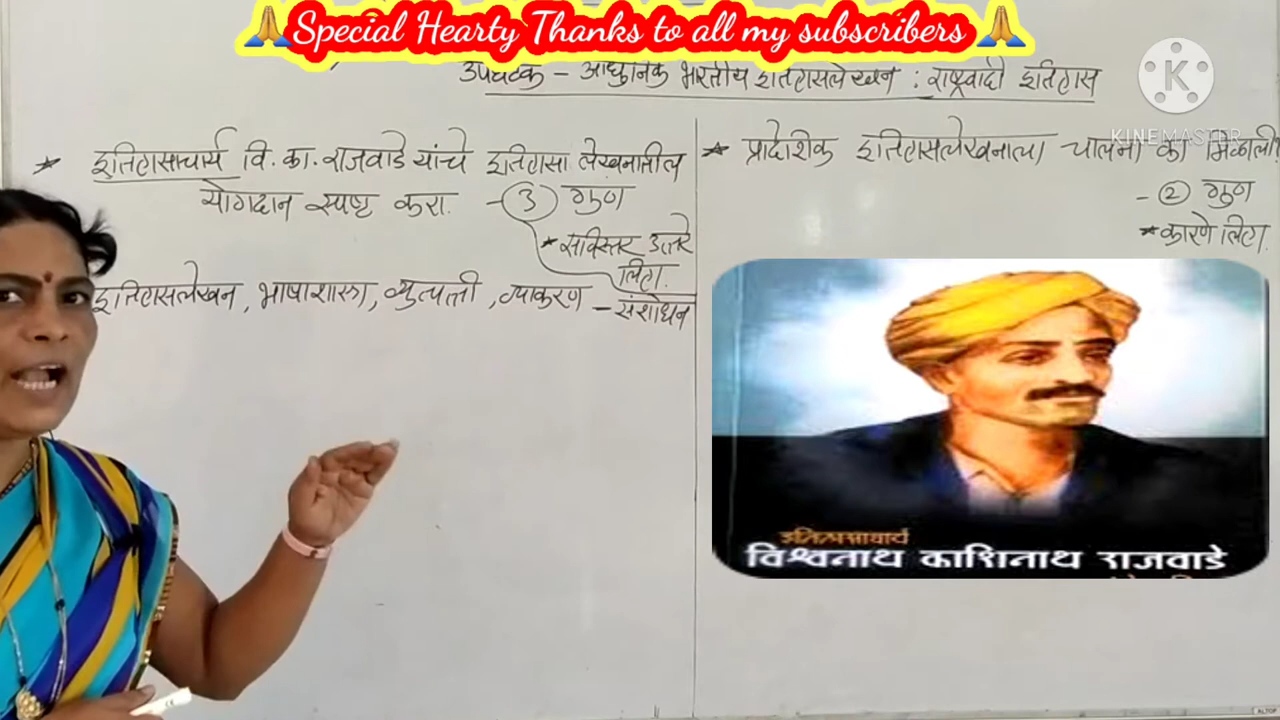 🙏Special Hearty Thanks to all my subscribers🙏
उपघटक - आधुनिक भारतीय इतिहासलेखन : राष्ट्रवादी इतिहास
K
KINEMASTER
* इतिहासाचार्य वि. का. राजवाडे यांचे इतिहासा लेखनातील
योगदान स्पष्ट करा. - ③ गुण
* सविस्तर उत्तरे
लिहा.
इतिहासलेखन, भाषाशास्त्र, व्युत्पत्ती, व्याकरण - संशोधन
* प्रादेशिक इतिहासलेखनाला चालना का मिळाली
- ② गुण
* कारणे लिहा.
इतिहासाचार्य
विश्वनाथ काशिनाथ राजवाडे